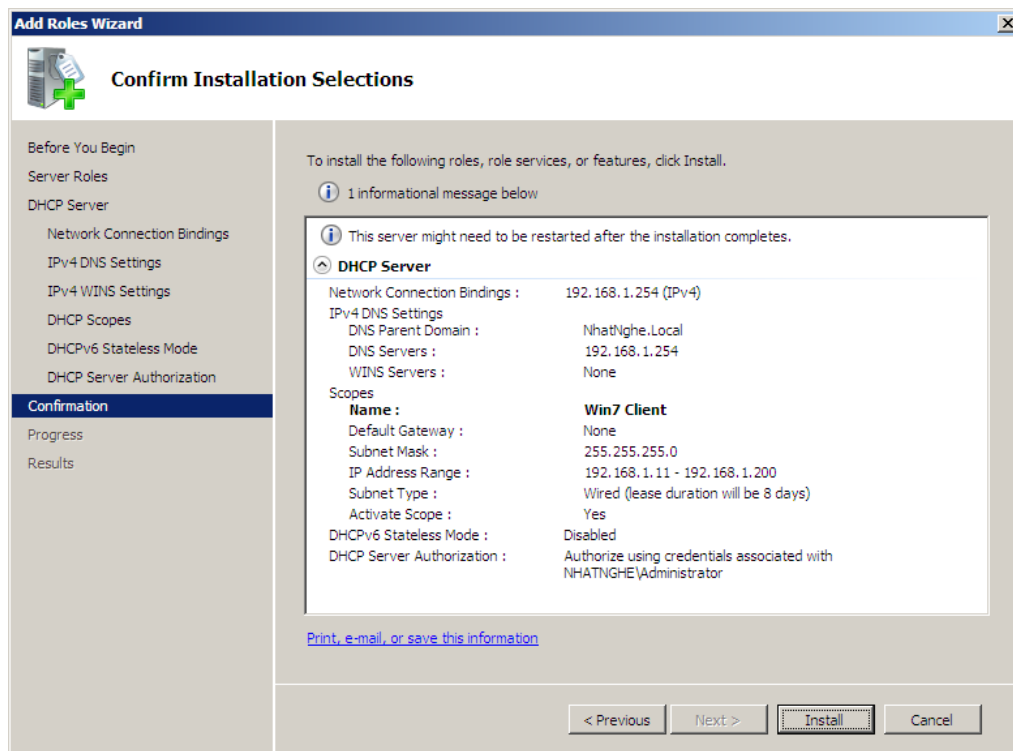 Add Roles Wizard
Confirm Installation Selections
Before You Begin
Server Roles
DHCP Server
Network Connection Bindings
IPv4 DNS Settings
IPv4 WINS Settings
DHCP Scopes
DHCPv6 Stateless Mode
DHCP Server Authorization
Confirmation
Progress
Results
To install the following roles, role services, or features, click Install.
1 informational message below
This server might need to be restarted after the installation completes.
DHCP Server
Network Connection Bindings : 192.168.1.254 (IPv4)
IPv4 DNS Settings
DNS Parent Domain : NhatNghe.Local
DNS Servers : 192.168.1.254
WINS Servers : None
Scopes
Name : Win7 Client
Default Gateway : None
Subnet Mask : 255.255.255.0
IP Address Range : 192.168.1.11 - 192.168.1.200
Subnet Type : Wired (lease duration will be 8 days)
Activate Scope : Yes
DHCPv6 Stateless Mode : Disabled
DHCP Server Authorization : Authorize using credentials associated with
NHATNGHE\Administrator
Print, e-mail, or save this information
< Previous Next > Install Cancel